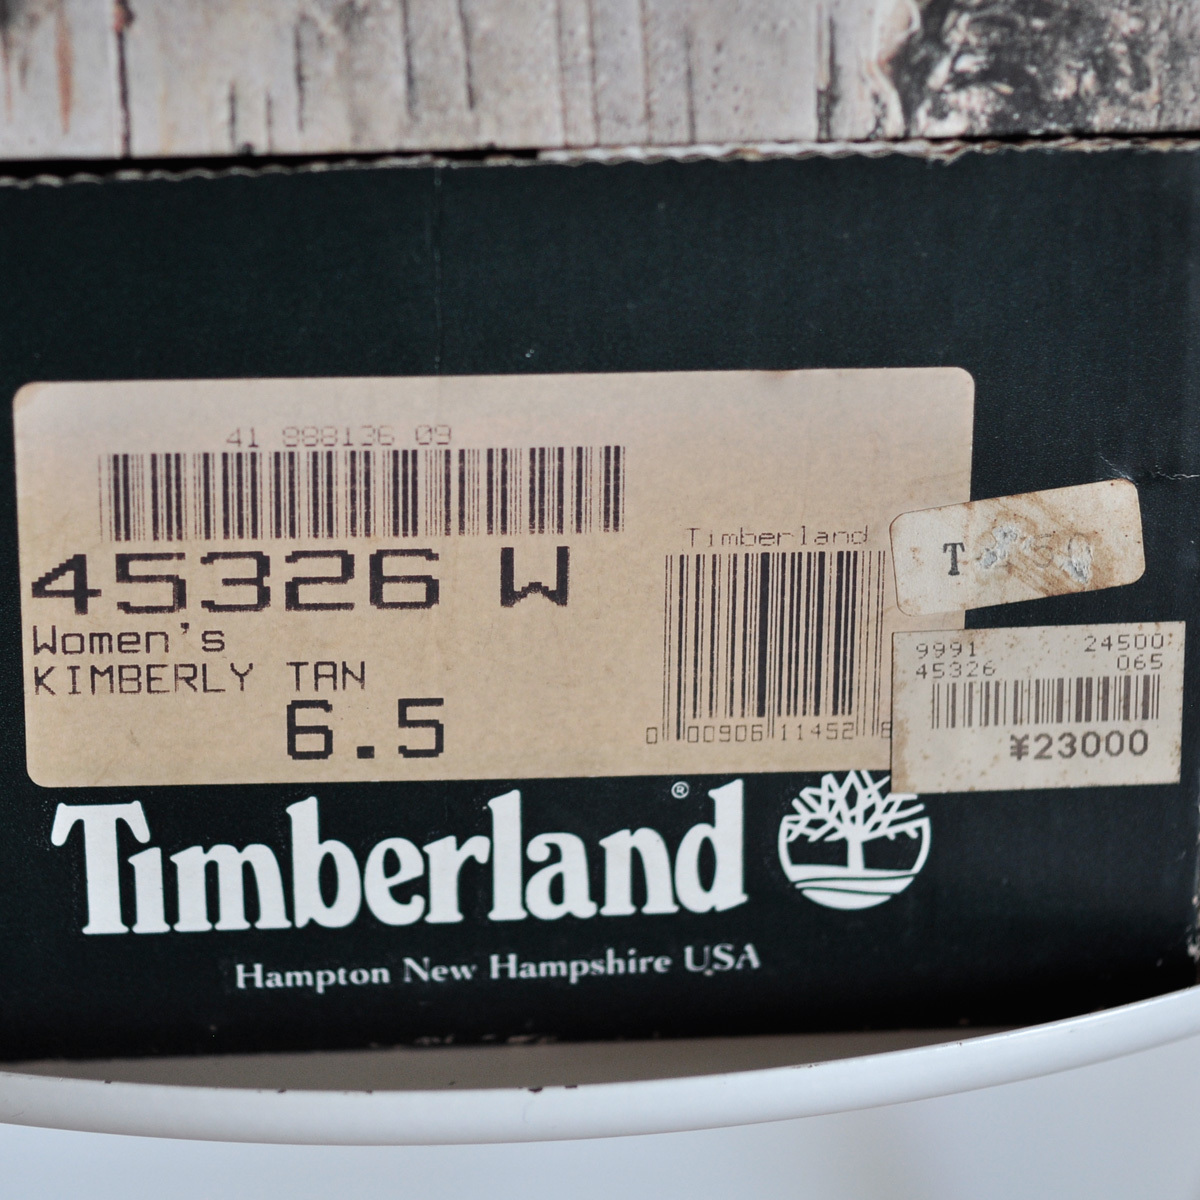 41 988136 09
45326 W
Women's
KIMBERLY TAN
6.5
Timberland
0 00906 11452 8
T
9991 24500
45326 065
¥23000
Timberland®
Hampton New Hampshire USA